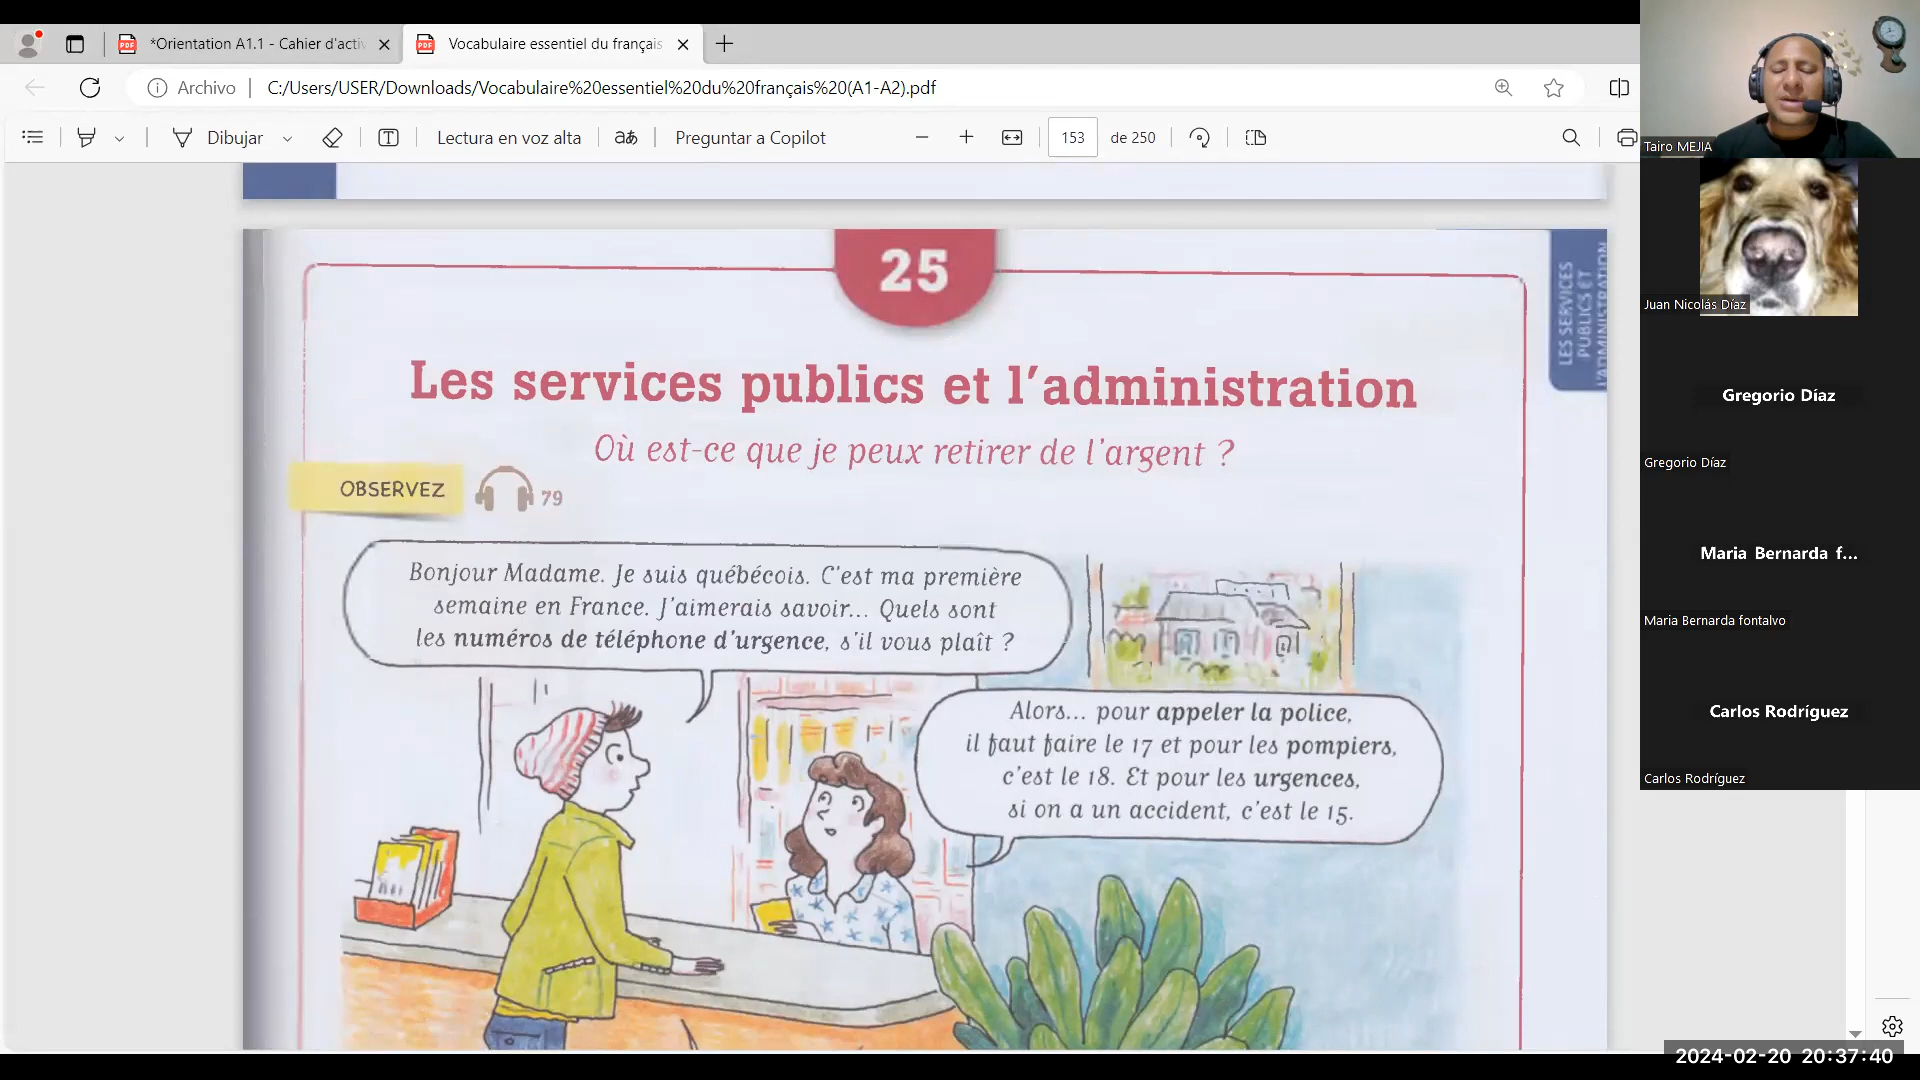 *Orientation A1.1 - Cahier d'activ
Vocabulaire essentiel du français
Archivo
C:/Users/USER/Downloads/Vocabulaire%20essentiel%20du%20français%20(A1-A2).pdf
Dibujar
Lectura en voz alta
aあ
Preguntar a Copilot
153
de 250
25
LES SERVICES
PUBLICS ET
L'ADMINISTRATION
Les services publics et l'administration
Où est-ce que je peux retirer de l'argent ?
OBSERVEZ
79
Bonjour Madame. Je suis québécois. C'est ma première
semaine en France. J'aimerais savoir... Quels sont
les numéros de téléphone d'urgence, s'il vous plaît ?
Alors... pour appeler la police,
il faut faire le 17 et pour les pompiers,
c'est le 18. Et pour les urgences,
si on a un accident, c'est le 15.
Tairo MEJIA
Juan Nicolás Díaz
Gregorio Díaz
Gregorio Díaz
Maria Bernarda f...
Maria Bernarda fontalvo
Carlos Rodríguez
Carlos Rodríguez
2024-02-20 20:37:40